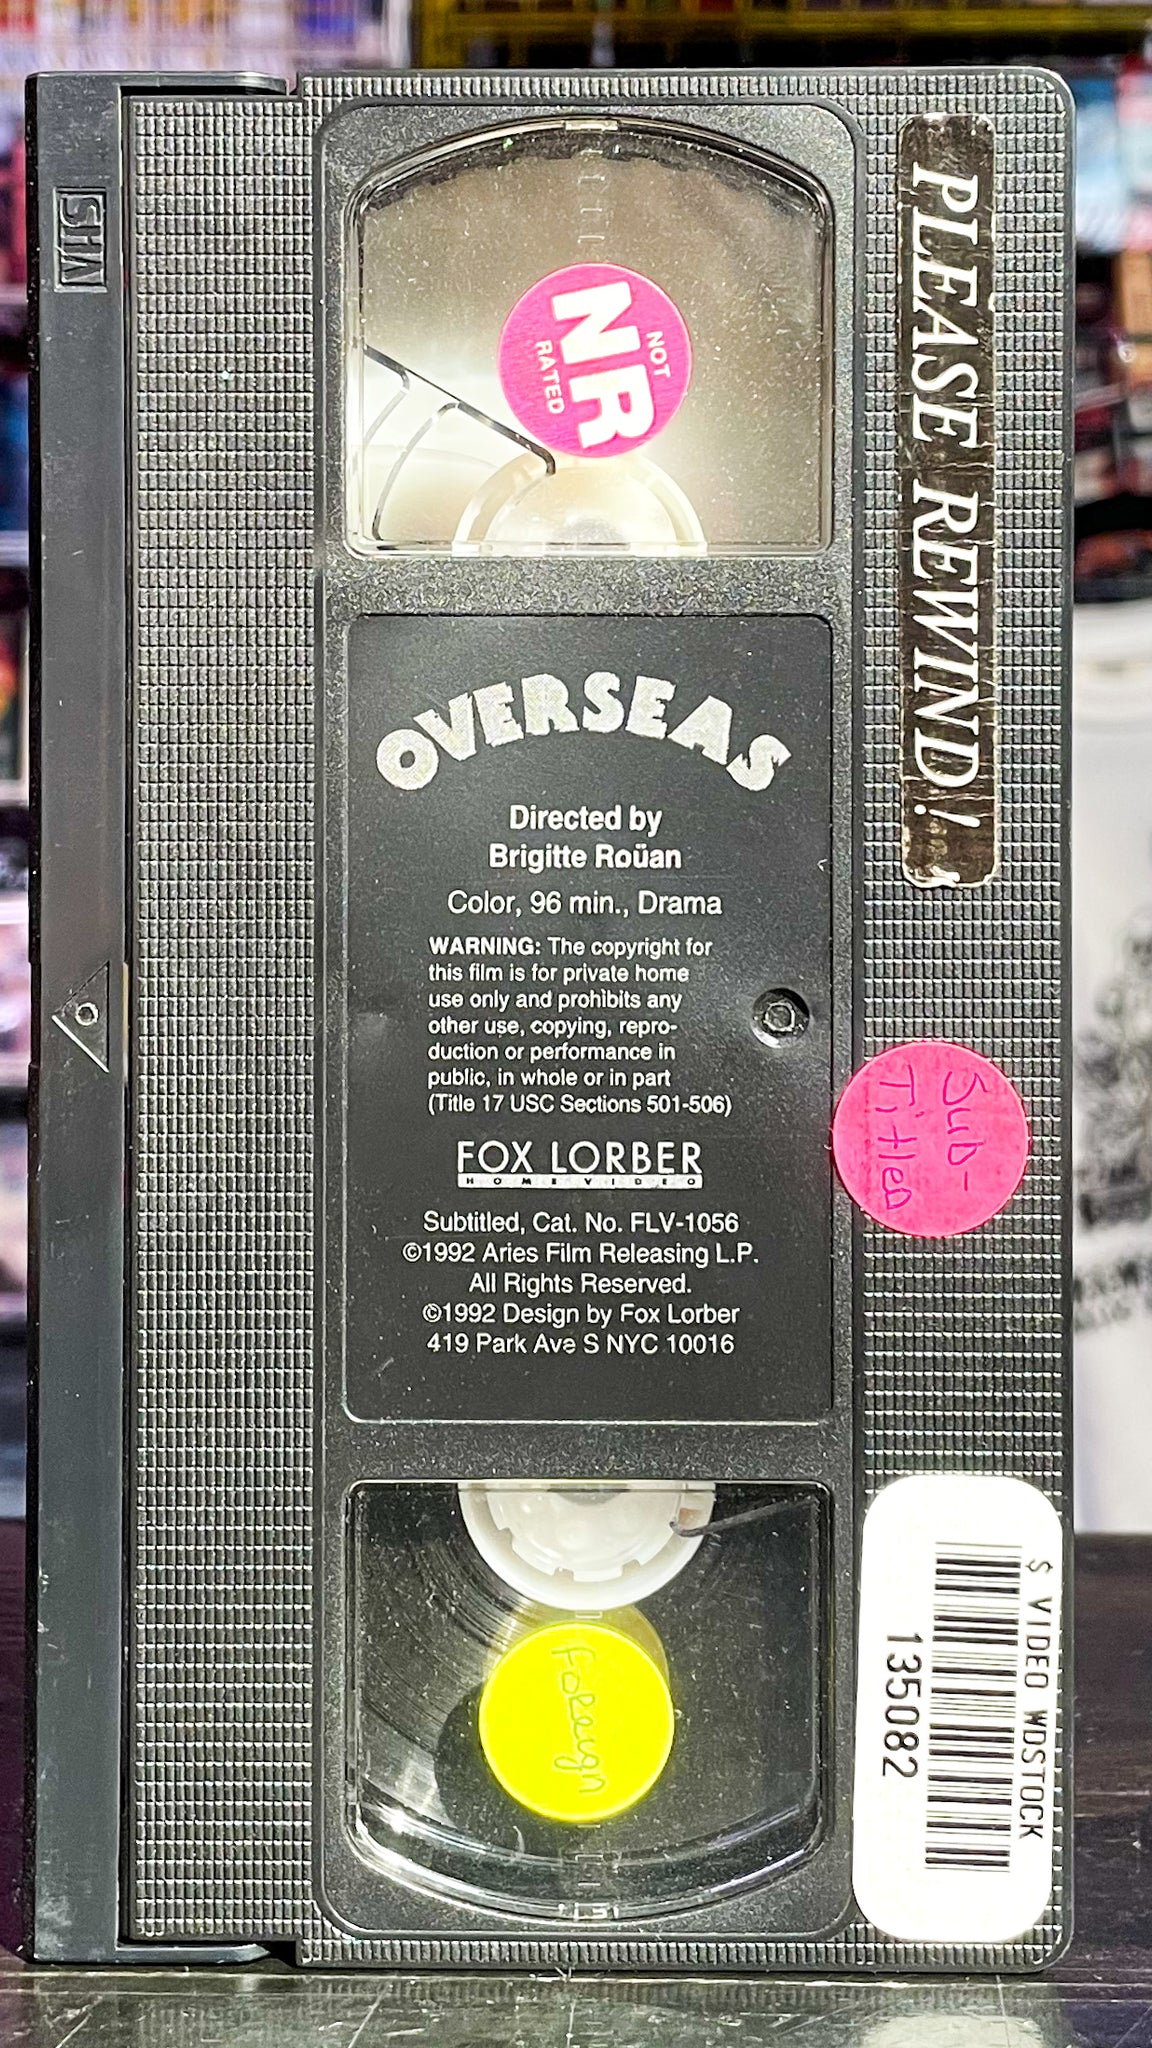 VHS
NOT
NR
RATED
PLEASE REWIND!
OVERSEAS
Directed by
Brigitte Roüan
Color, 96 min., Drama
WARNING: The copyright for
this film is for private home
use only and prohibits any
other use, copying, repro-
duction or performance in
public, in whole or in part
(Title 17 USC Sections 501-506)
FOX LORBER
HOME VIDEO
Subtitled, Cat. No. FLV-1056
©1992 Aries Film Releasing L.P.
All Rights Reserved.
©1992 Design by Fox Lorber
419 Park Ave S NYC 10016
Sub-
Titled
$ VIDEO WDSTOCK
135082
Foreign